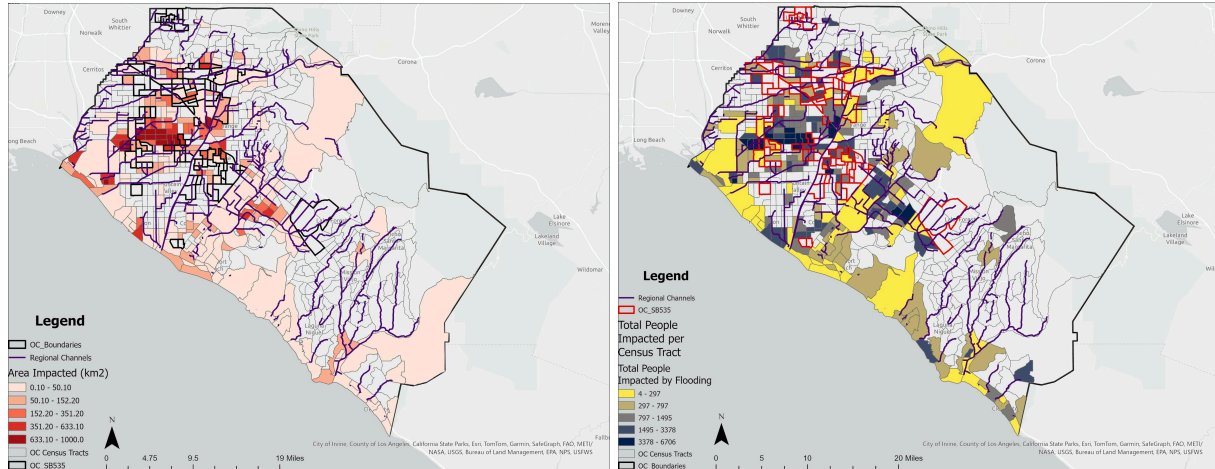 Downey
South
Whittier
Norwalk
Cerritos
Long Beach
Corona
Moreno
Valley
Lake
Elsinore
Lakeland
Village
Wildomar
Laguna
Niguel
Legend
OC_Boundaries
Regional Channels
Area Impacted (km2)
0.10 - 50.10
50.10 - 152.20
152.20 - 351.20
351.20 - 633.10
633.10 - 1000.0
OC Census Tracts
OC_SB535
N
0 4.75 9.5 19 Miles
City of Irvine, County of Los Angeles, California State Parks, Esri, TomTom, Garmin, SafeGraph, FAO, METI/
NASA, USGS, Bureau of Land Management, EPA, NPS, USFWS
Downey
South
Whittier
Norwalk
Cerritos
Long Beach
Corona
Lake
Elsinore
Lakeland
Village
Laguna
Niguel
Legend
Regional Channels
OC_SB535
Total People
Impacted per
Census Tract
Total People
Impacted by Flooding
4 - 297
297 - 797
797 - 1495
1495 - 3378
3378 - 6706
OC Census Tracts
OC_Boundaries
N
0 5 10 20 Miles
City of Irvine, County of Los Angeles, California State Parks, Esri, TomTom, Garmin, SafeGraph, FAO, METI/
NASA, USGS, Bureau of Land Management, EPA, NPS, USFWS